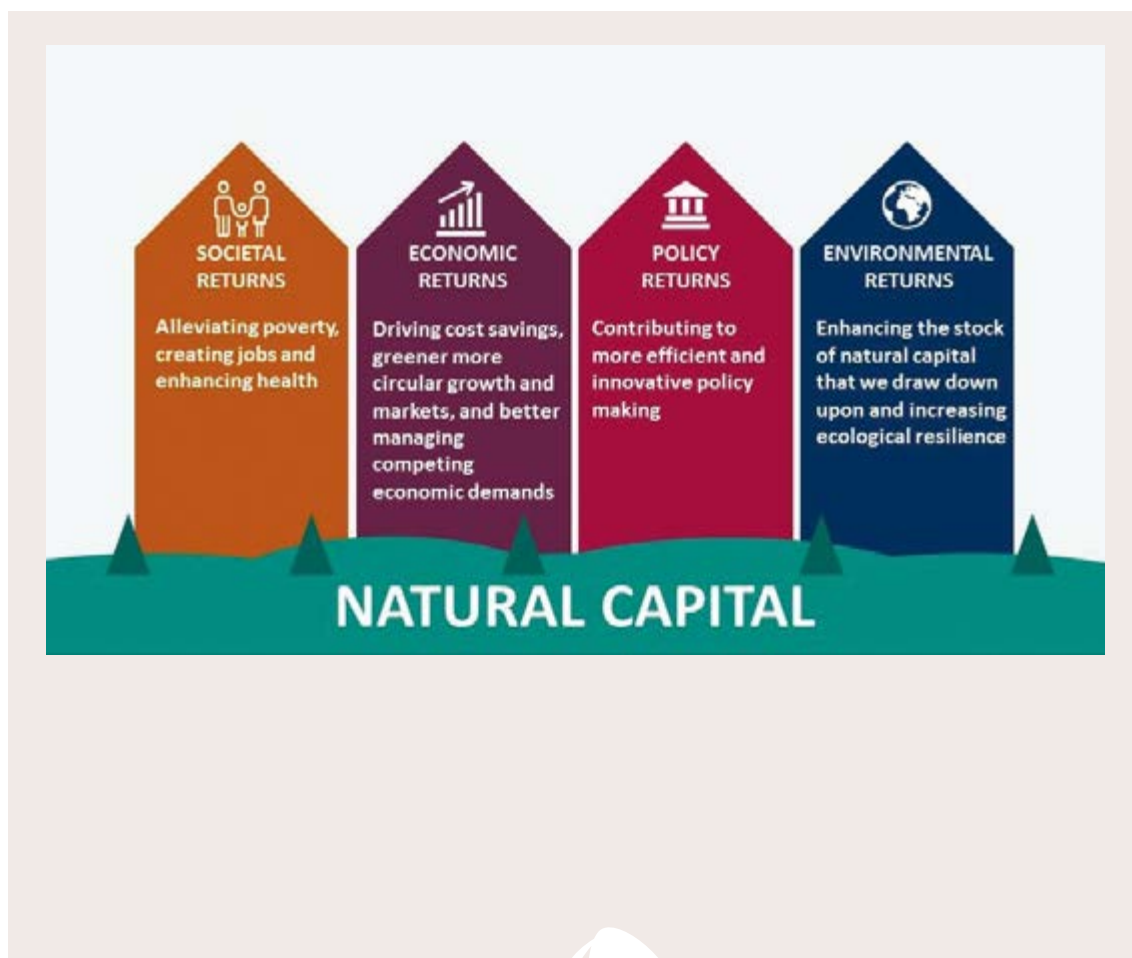 SOCIETAL
RETURNS
Alleviating poverty,
creating jobs and
enhancing health
ECONOMIC
RETURNS
Driving cost savings,
greener more
circular growth and
markets, and better
managing
competing
economic demands
POLICY
RETURNS
Contributing to
more efficient and
innovative policy
making
ENVIRONMENTAL
RETURNS
Enhancing the stock
of natural capital
that we draw down
upon and increasing
ecological resilience
NATURAL CAPITAL